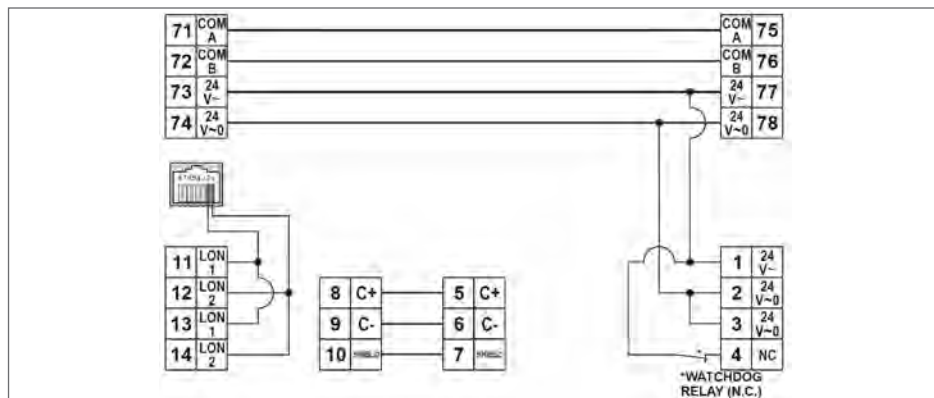 71 COM A
COM A 75
72 COM B
COM B 76
73 24 V~
24 V~ 77
74 24 V~0
24 V~0 78
11 LON 1
12 LON 2
13 LON 1
14 LON 2
8 C+
5 C+
9 C-
6 C-
10
7
1 24 V~
2 24 V~0
3 24 V~0
4 NC
*WATCHDOG
RELAY (N.C.)